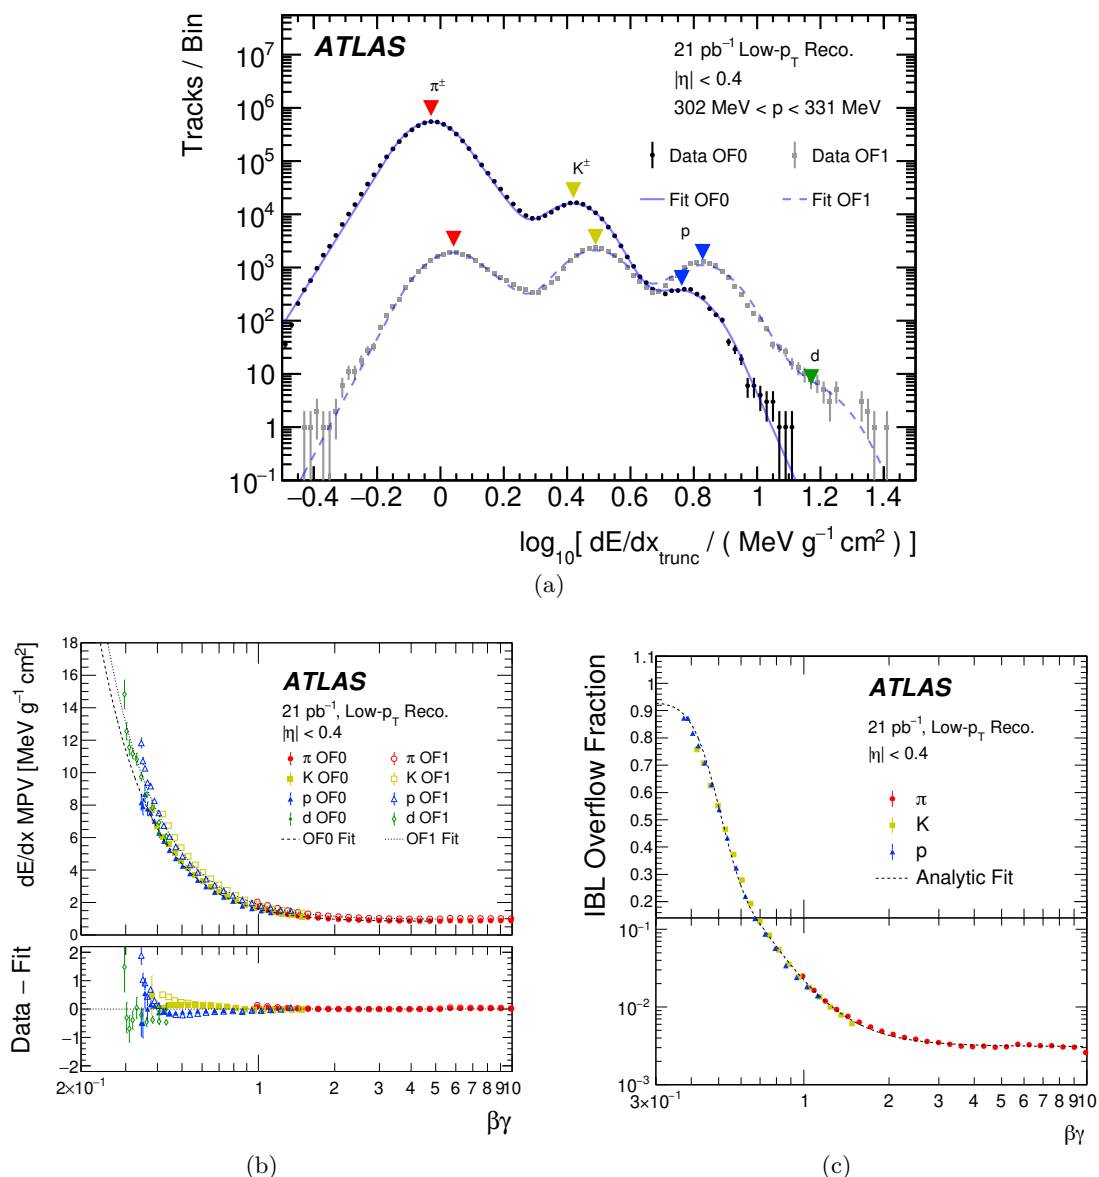 ATLAS
21 pb⁻¹ Low-p_T Reco.
|η| < 0.4
302 MeV < p < 331 MeV
Data OF0
Data OF1
Fit OF0
Fit OF1
π±
K±
p
d
Tracks / Bin
10⁷
10⁶
10⁵
10⁴
10³
10²
10
1
10⁻¹
−0.4 −0.2 0 0.2 0.4 0.6 0.8 1 1.2 1.4
log₁₀[ dE/dx_trunc / ( MeV g⁻¹ cm² ) ]
(a)
dE/dx MPV [MeV g⁻¹ cm²]
18
16
14
12
10
8
6
4
2
0
ATLAS
21 pb⁻¹, Low-p_T Reco.
|η| < 0.4
π OF0 π OF1
K OF0 K OF1
p OF0 p OF1
d OF0 d OF1
OF0 Fit OF1 Fit
Data − Fit
2
1
0
−1
−2
2×10⁻¹ 1 2 3 4 5 6 7 8 9 10
βγ
(b)
IBL Overflow Fraction
1.1
1
0.9
0.8
0.7
0.6
0.5
0.4
0.3
0.2
10⁻¹
10⁻²
10⁻³
ATLAS
21 pb⁻¹, Low-p_T Reco.
|η| < 0.4
π
K
p
Analytic Fit
3×10⁻¹ 1 2 3 4 5 6 7 8 9 10
βγ
(c)